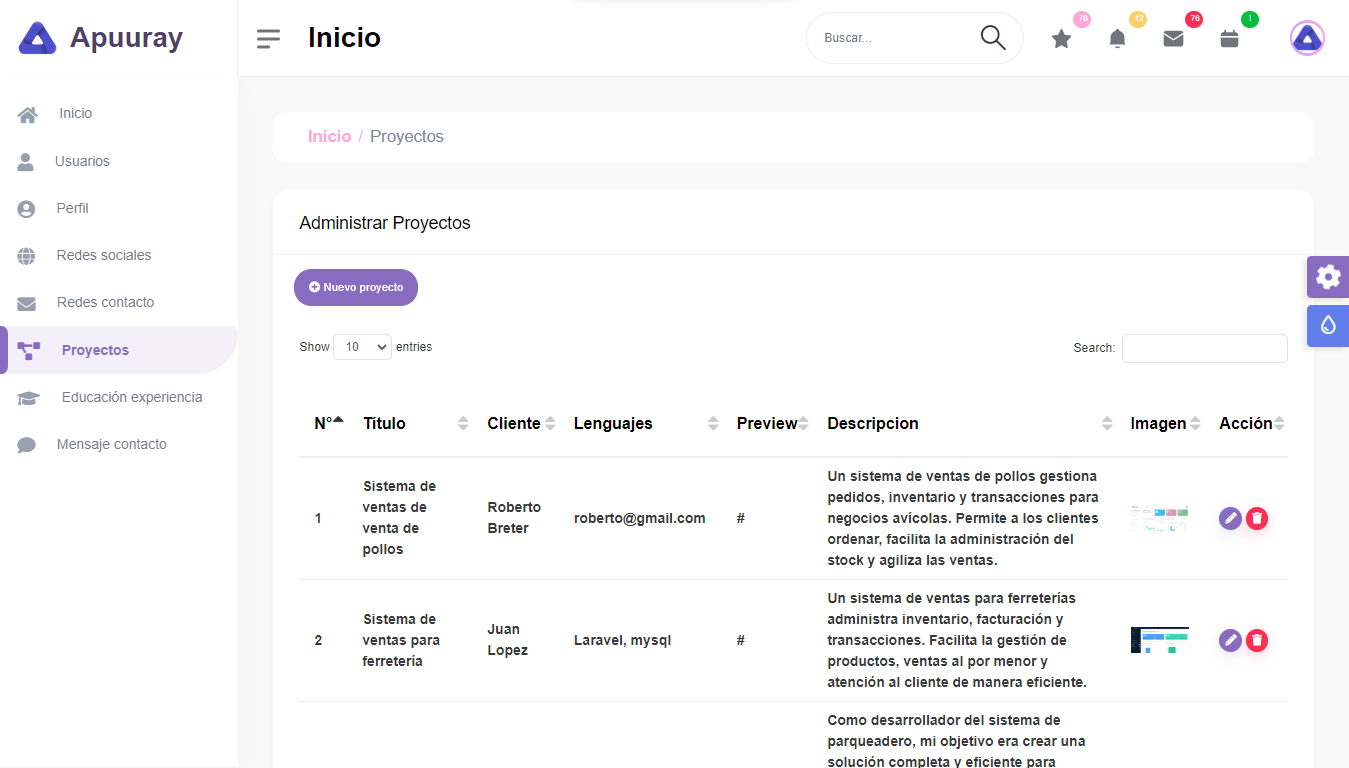 Apuuray
Inicio
Buscar...
76
12
76
!
Inicio
Usuarios
Perfil
Redes sociales
Redes contacto
Proyectos
Educación experiencia
Mensaje contacto
Inicio / Proyectos
Administrar Proyectos
Nuevo proyecto
Show 10 entries
Search:
N° Título Cliente Lenguajes Preview Descripcion Imagen Acción
1
Sistema de
ventas de
venta de
pollos
Roberto
Breter
roberto@gmail.com
#
Un sistema de ventas de pollos gestiona
pedidos, inventario y transacciones para
negocios avícolas. Permite a los clientes
ordenar, facilita la administración del
stock y agiliza las ventas.
2
Sistema de
ventas para
ferretería
Juan
Lopez
Laravel, mysql
#
Un sistema de ventas para ferreterías
administra inventario, facturación y
transacciones. Facilita la gestión de
productos, ventas al por menor y
atención al cliente de manera eficiente.
Como desarrollador del sistema de
parqueadero, mi objetivo era crear una
solución completa y eficiente para